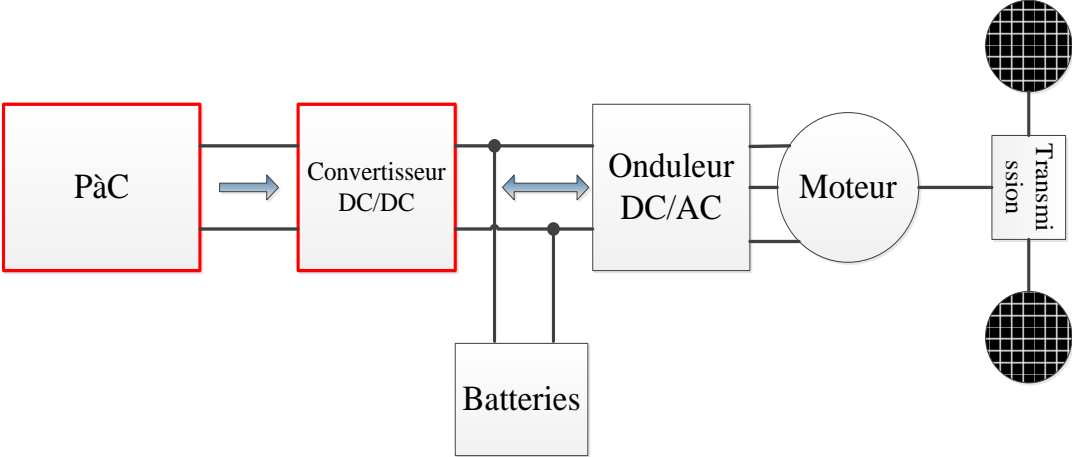 PàC
Convertisseur
DC/DC
Onduleur
DC/AC
Moteur
Transmi
ssion
Batteries